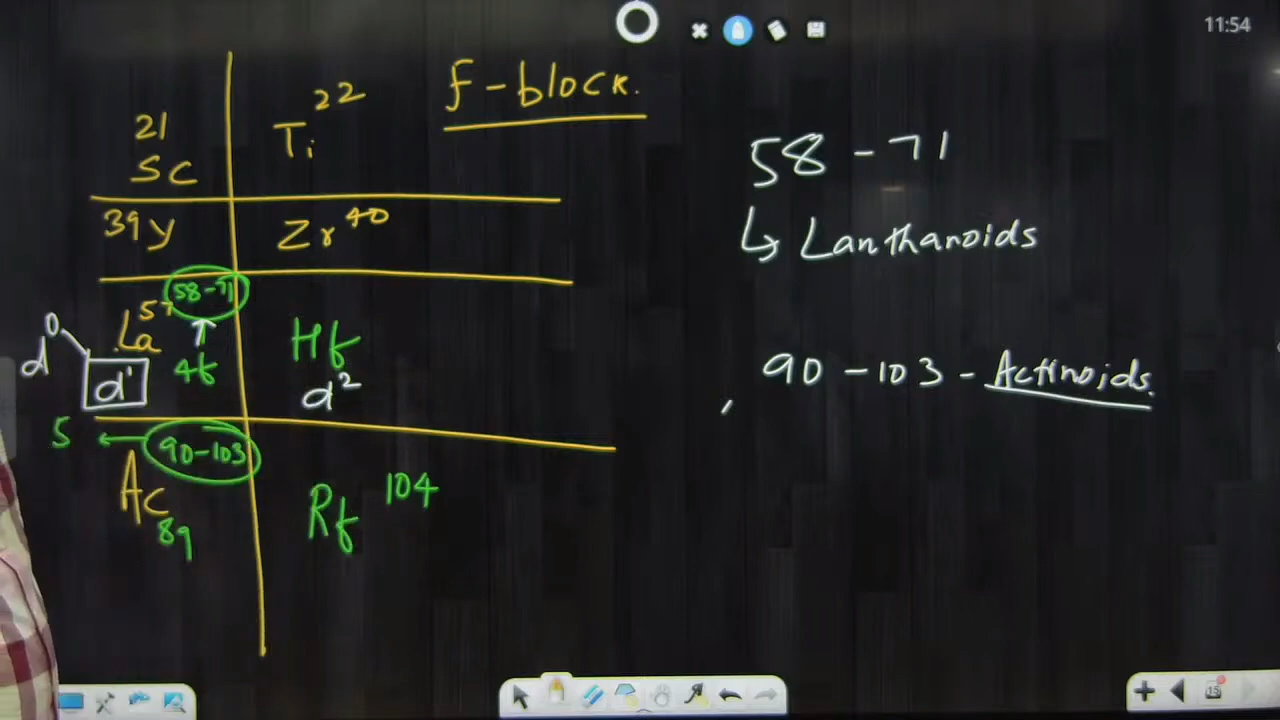 11:54
f-block.
21
Sc
Ti 22
39 Y
Zr 40
La 57
58-71
4f
d0
d1
Hf
d2
5
90-103
Ac
89
Rf 104
58-71
↳ Lanthanoids
90-103-Actinoids.
15